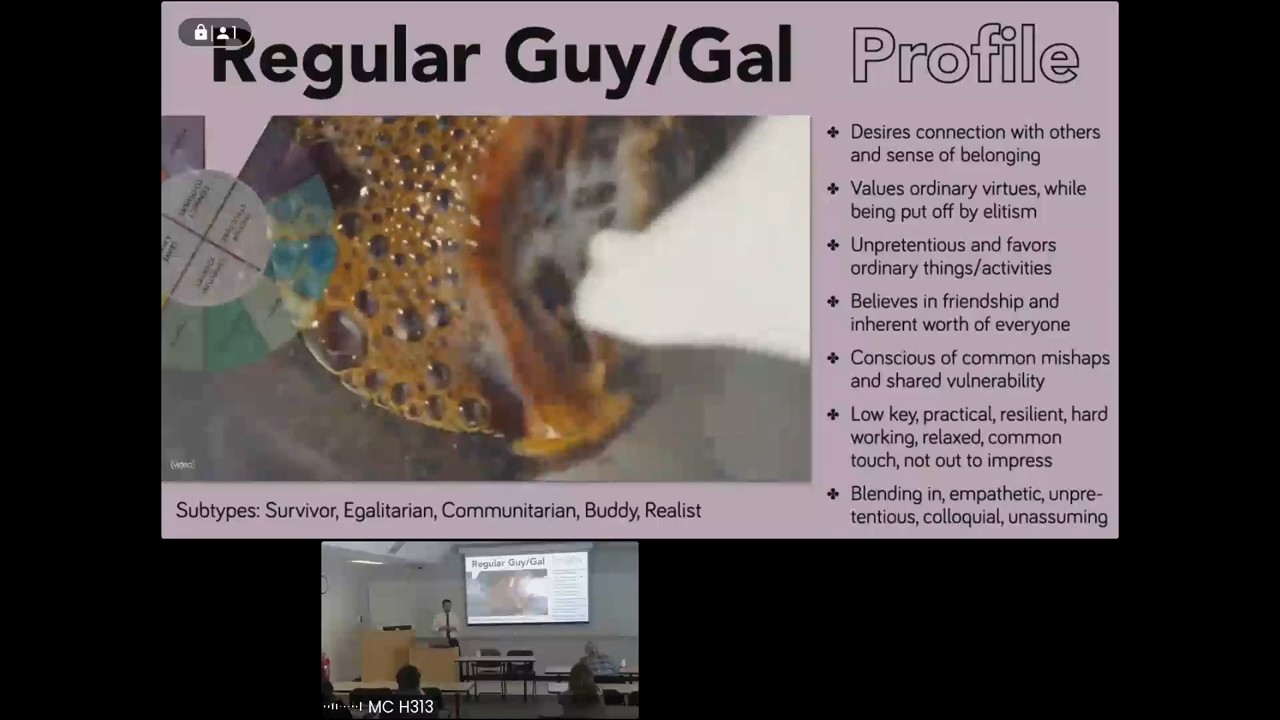 1
Regular Guy/Gal Profile
Desires connection with others
and sense of belonging
Values ordinary virtues, while
being put off by elitism
Unpretentious and favors
ordinary things/activities
Believes in friendship and
inherent worth of everyone
Conscious of common mishaps
and shared vulnerability
Low key, practical, resilient, hard
working, relaxed, common
touch, not out to impress
Blending in, empathetic, unpre-
tentious, colloquial, unassuming
[Video]
Subtypes: Survivor, Egalitarian, Communitarian, Buddy, Realist
Regular Guy/Gal
MC H313